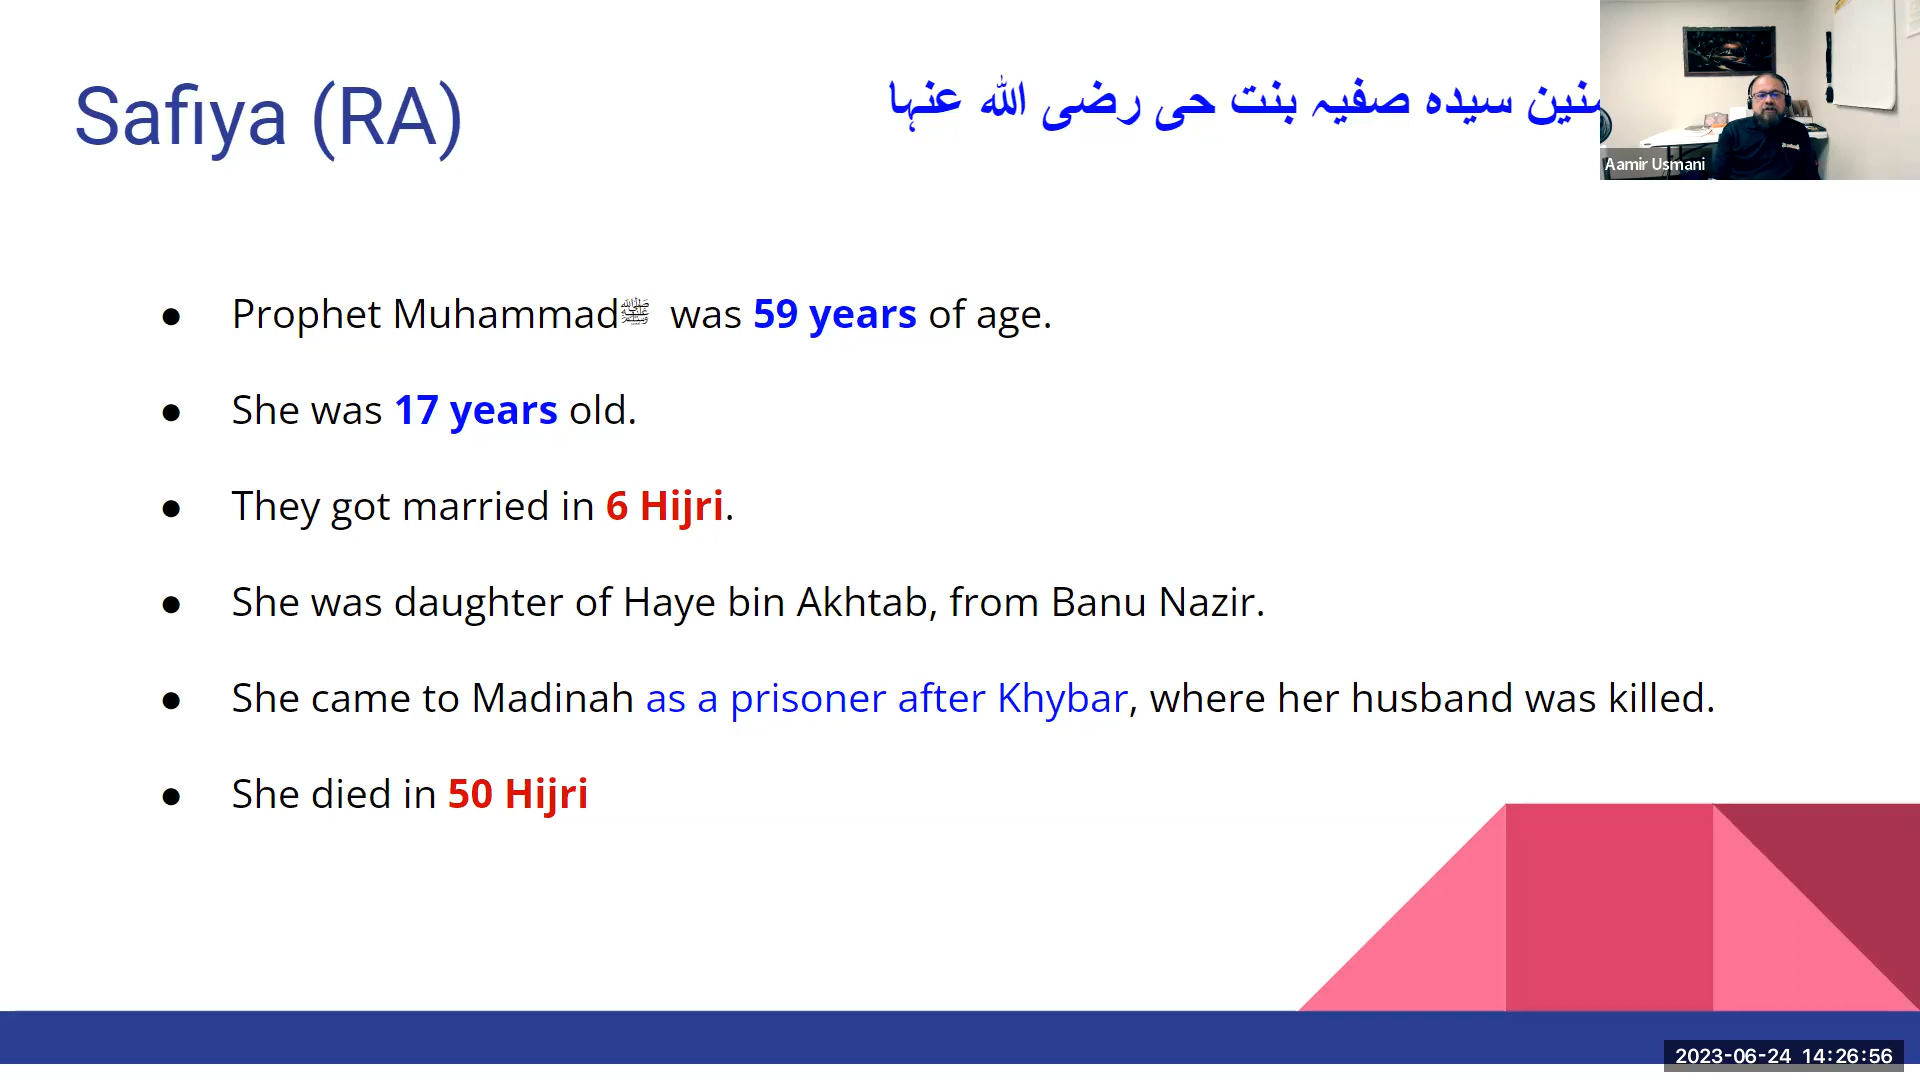 Safiya (RA)
منین سیدہ صفیہ بنت حی رضی اللہ عنہا
Aamir Usmani
● Prophet Muhammadﷺ was 59 years of age.
● She was 17 years old.
● They got married in 6 Hijri.
● She was daughter of Haye bin Akhtab, from Banu Nazir.
● She came to Madinah as a prisoner after Khybar, where her husband was killed.
● She died in 50 Hijri
2023-06-24 14:26:56